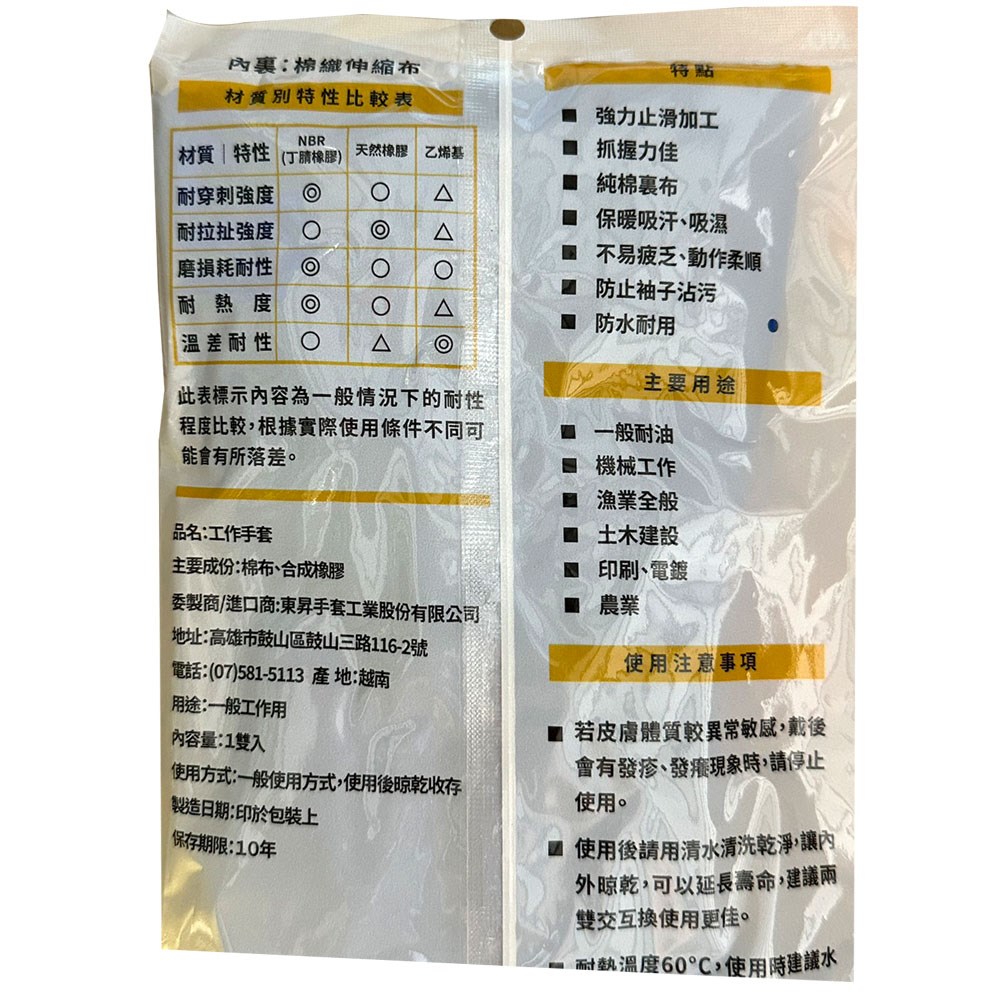 內裏：棉織伸縮布
材質別特性比較表
材質｜特性 NBR (丁腈橡膠) 天然橡膠 乙烯基
耐穿刺強度 ◎ ○ △
耐拉扯強度 ○ ◎ △
磨損耗耐性 ◎ ○ ○
耐熱度 ◎ ○ △
溫差耐性 ○ △ ◎
此表標示內容為一般情況下的耐性
程度比較，根據實際使用條件不同可
能會有所落差。
品名：工作手套
主要成份：棉布、合成橡膠
委製商/進口商：東昇手套工業股份有限公司
地址：高雄市鼓山區鼓山三路116-2號
電話：(07)581-5113 產地：越南
用途：一般工作用
內容量：1雙入
使用方式：一般使用方式，使用後晾乾收存
製造日期：印於包裝上
保存期限：10年
特點
■ 強力止滑加工
■ 抓握力佳
■ 純棉裏布
■ 保暖吸汗、吸濕
■ 不易疲乏、動作柔順
■ 防止袖子沾污
■ 防水耐用
主要用途
■ 一般耐油
■ 機械工作
■ 漁業全般
■ 土木建設
■ 印刷、電鍍
■ 農業
使用注意事項
■ 若皮膚體質較異常敏感，戴後
會有發疹、發癢現象時，請停止
使用。
■ 使用後請用清水清洗乾淨，讓內
外晾乾，可以延長壽命，建議兩
雙交互換使用更佳。
■ 耐熱溫度60°C，使用時建議水